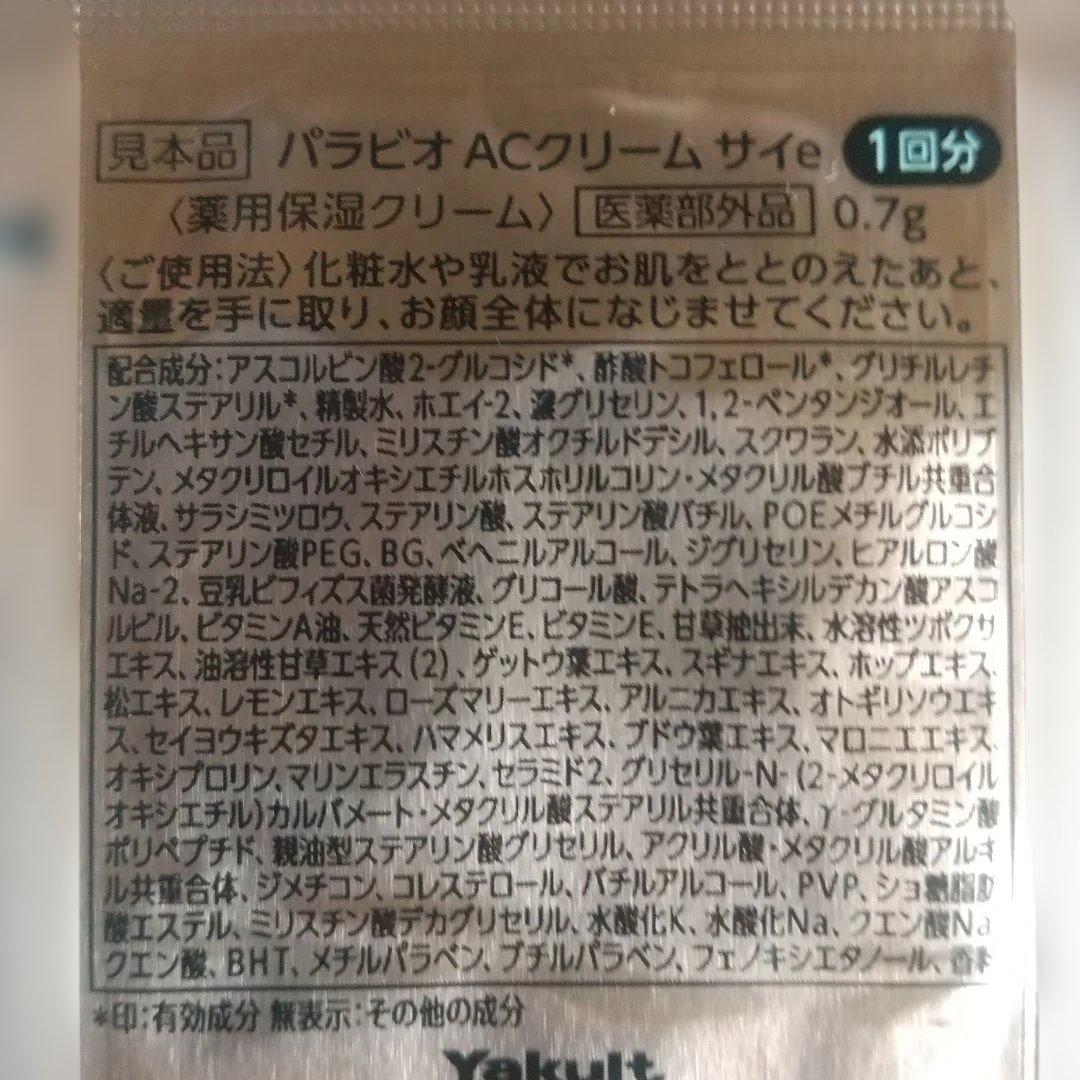 見本品 パラビオ ACクリーム サイe 1回分
〈薬用保湿クリーム〉 医薬部外品 0.7g
〈ご使用法〉化粧水や乳液でお肌をととのえたあと、
適量を手に取り、お顔全体になじませてください。
配合成分:アスコルビン酸2-グルコシド*、酢酸トコフェロール*、グリチルレチ
ン酸ステアリル*、精製水、ホエイ-2、濃グリセリン、1,2-ペンタンジオール、エ
チルヘキサン酸セチル、ミリスチン酸オクチルドデシル、スクワラン、水添ポリブ
テン、メタクリロイルオキシエチルホスホリルコリン・メタクリル酸ブチル共重合
体液、サラシミツロウ、ステアリン酸、ステアリン酸バチル、POEメチルグルコシ
ド、ステアリン酸PEG、BG、ベヘニルアルコール、ジグリセリン、ヒアルロン酸
Na-2、豆乳ビフィズス菌発酵液、グリコール酸、テトラヘキシルデカン酸アスコ
ルビル、ビタミンA油、天然ビタミンE、ビタミンE、甘草抽出末、水溶性ツボクサ
エキス、油溶性甘草エキス(2)、ゲットウ葉エキス、スギナエキス、ホップエキス、
松エキス、レモンエキス、ローズマリーエキス、アルニカエキス、オトギリソウエキ
ス、セイヨウキズタエキス、ハマメリスエキス、ブドウ葉エキス、マロニエエキス、
オキシプロリン、マリンエラスチン、セラミド2、グリセリル-N-(2-メタクリロイル
オキシエチル)カルバメート・メタクリル酸ステアリル共重合体、γ-グルタミン酸
ポリペプチド、親油型ステアリン酸グリセリル、アクリル酸・メタクリル酸アルキ
ル共重合体、ジメチコン、コレステロール、バチルアルコール、PVP、ショ糖脂肪
酸エステル、ミリスチン酸デカグリセリル、水酸化K、水酸化Na、クエン酸Na
クエン酸、BHT、メチルパラベン、ブチルパラベン、フェノキシエタノール、香料
*印:有効成分 無表示:その他の成分
Yakult